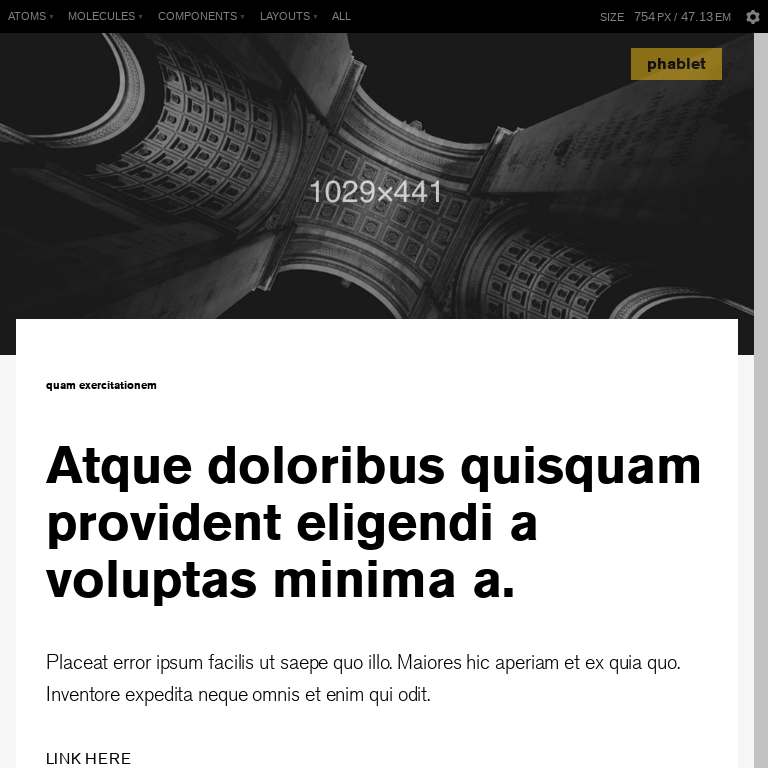 ATOMS ▾ MOLECULES ▾ COMPONENTS ▾ LAYOUTS ▾ ALL SIZE 754 PX / 47.13 EM
phablet
1029×441
quam exercitationem
Atque doloribus quisquam
provident eligendi a
voluptas minima a.
Placeat error ipsum facilis ut saepe quo illo. Maiores hic aperiam et ex quia quo.
Inventore expedita neque omnis et enim qui odit.
LINK HERE